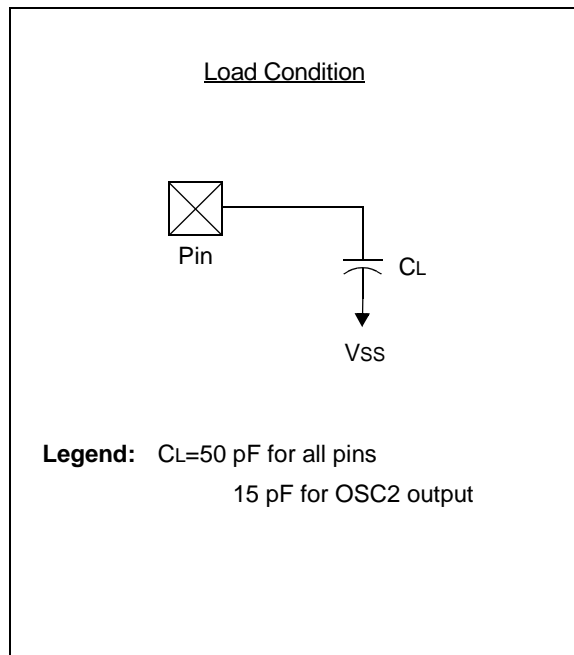 Load Condition
Pin
CL
VSS
Legend: CL=50 pF for all pins
15 pF for OSC2 output